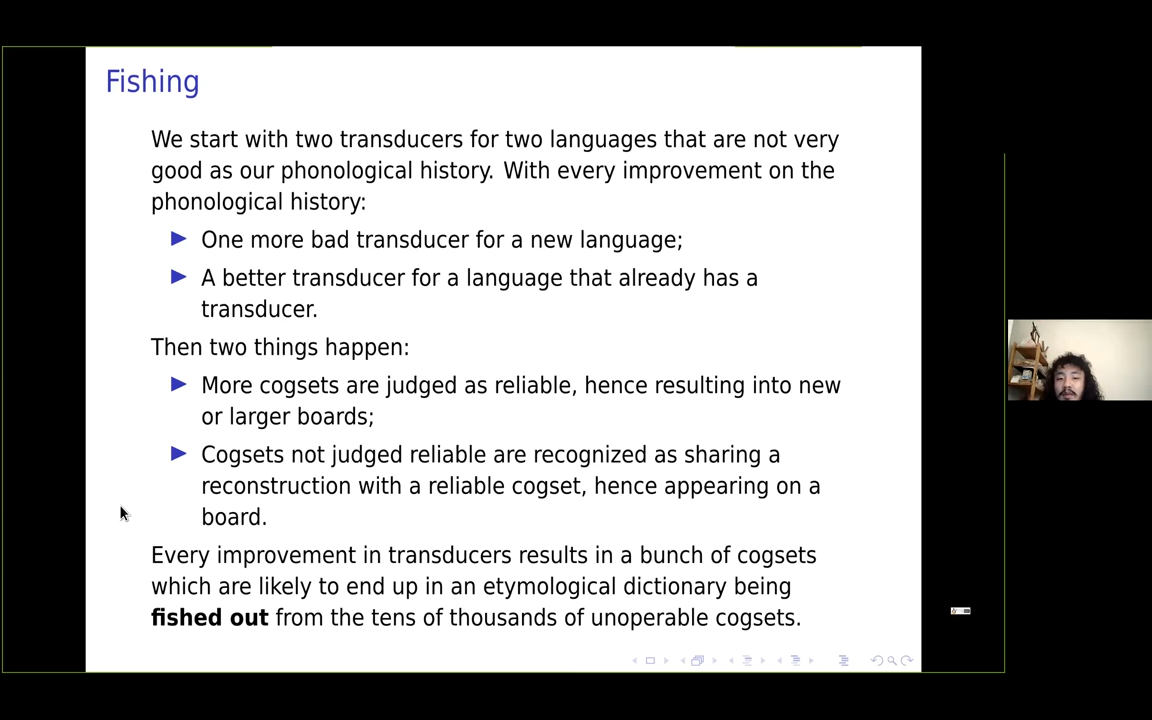 Fishing
We start with two transducers for two languages that are not very
good as our phonological history. With every improvement on the
phonological history:
▶ One more bad transducer for a new language;
▶ A better transducer for a language that already has a
transducer.
Then two things happen:
▶ More cogsets are judged as reliable, hence resulting into new
or larger boards;
▶ Cogsets not judged reliable are recognized as sharing a
reconstruction with a reliable cogset, hence appearing on a
board.
Every improvement in transducers results in a bunch of cogsets
which are likely to end up in an etymological dictionary being
fished out from the tens of thousands of unoperable cogsets.